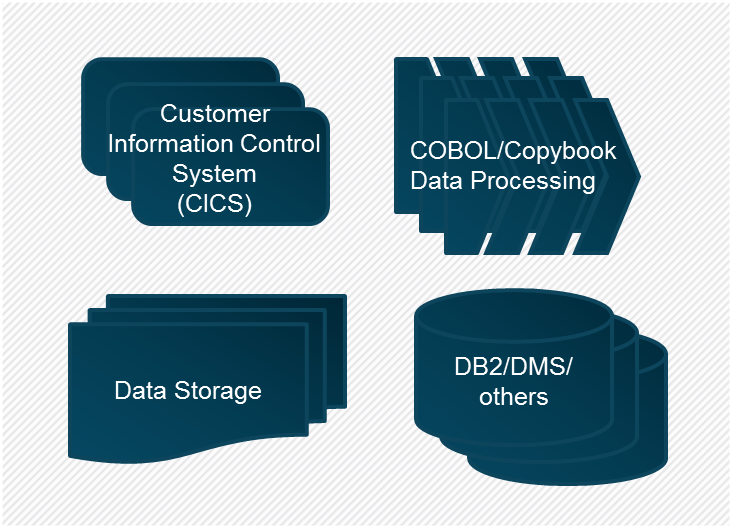 Customer
Information Control
System
(CICS)
COBOL/Copybook
Data Processing
Data Storage
DB2/DMS/
others